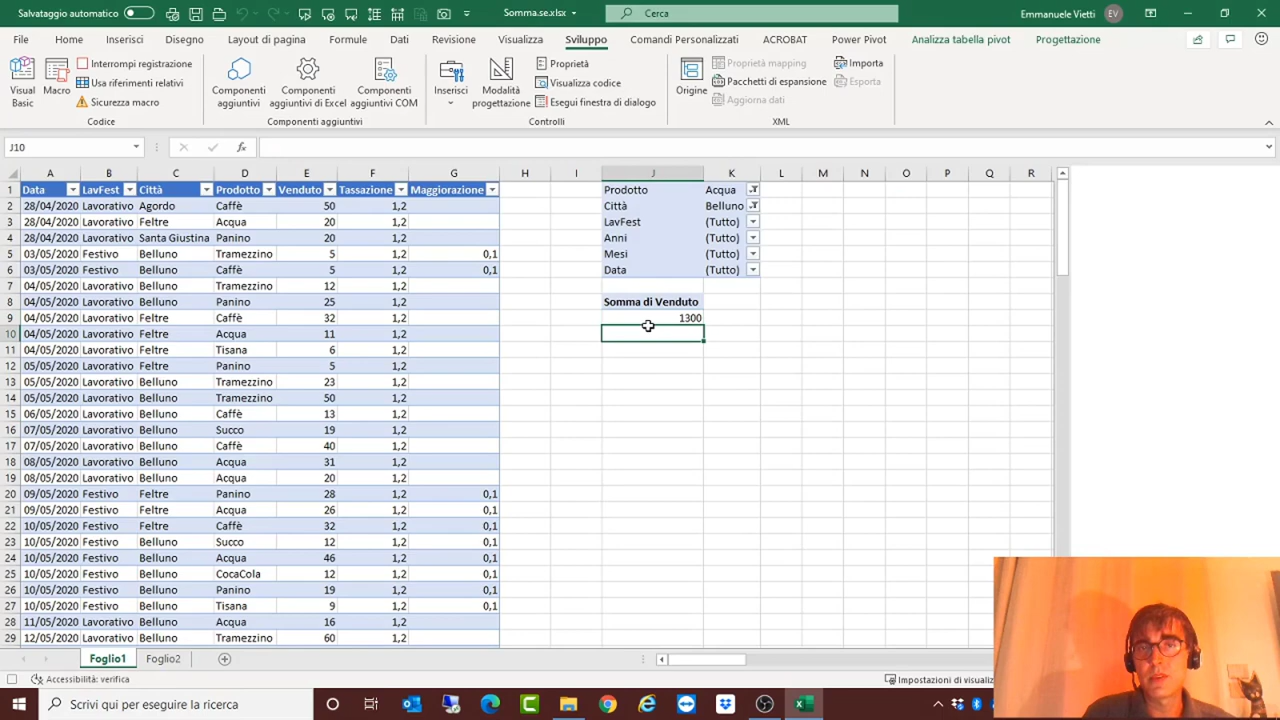 Salvataggio automatico
Somma.se.xlsx
Cerca
Emmanuele Vietti
EV
File
Home
Inserisci
Disegno
Layout di pagina
Formule
Dati
Revisione
Visualizza
Sviluppo
Comandi Personalizzati
ACROBAT
Power Pivot
Analizza tabella pivot
Progettazione
Visual Basic
Macro
Interrompi registrazione
Usa riferimenti relativi
Sicurezza macro
Codice
Componenti aggiuntivi
Componenti aggiuntivi di Excel
Componenti aggiuntivi COM
Componenti aggiuntivi
Inserisci
Modalità progettazione
Proprietà
Visualizza codice
Esegui finestra di dialogo
Controlli
Origine
Proprietà mapping
Pacchetti di espansione
Aggiorna dati
Importa
Esporta
XML
J10
A B C D E F G H I J K L M N O P Q R
1 Data LavFest Città Prodotto Venduto Tassazione Maggiorazione Prodotto Acqua
2 28/04/2020 Lavorativo Agordo Caffè 50 1,2 Città Belluno
3 28/04/2020 Lavorativo Feltre Acqua 20 1,2 LavFest (Tutto)
4 28/04/2020 Lavorativo Santa Giustina Panino 20 1,2 Anni (Tutto)
5 03/05/2020 Festivo Belluno Tramezzino 5 1,2 0,1 Mesi (Tutto)
6 03/05/2020 Festivo Belluno Caffè 5 1,2 0,1 Data (Tutto)
7 04/05/2020 Lavorativo Belluno Tramezzino 12 1,2
8 04/05/2020 Lavorativo Belluno Panino 25 1,2 Somma di Venduto
9 04/05/2020 Lavorativo Feltre Caffè 32 1,2 1300
10 04/05/2020 Lavorativo Feltre Acqua 11 1,2
11 04/05/2020 Lavorativo Feltre Tisana 6 1,2
12 05/05/2020 Lavorativo Feltre Panino 5 1,2
13 05/05/2020 Lavorativo Belluno Tramezzino 23 1,2
14 05/05/2020 Lavorativo Belluno Tramezzino 50 1,2
15 06/05/2020 Lavorativo Belluno Caffè 13 1,2
16 07/05/2020 Lavorativo Belluno Succo 19 1,2
17 07/05/2020 Lavorativo Belluno Caffè 40 1,2
18 08/05/2020 Lavorativo Belluno Acqua 31 1,2
19 08/05/2020 Lavorativo Belluno Acqua 20 1,2
20 09/05/2020 Festivo Feltre Panino 28 1,2 0,1
21 09/05/2020 Festivo Feltre Acqua 26 1,2 0,1
22 10/05/2020 Festivo Feltre Caffè 32 1,2 0,1
23 10/05/2020 Festivo Belluno Succo 12 1,2 0,1
24 10/05/2020 Festivo Belluno Acqua 46 1,2 0,1
25 10/05/2020 Festivo Belluno CocaCola 12 1,2 0,1
26 10/05/2020 Festivo Belluno Panino 19 1,2 0,1
27 10/05/2020 Festivo Belluno Tisana 9 1,2 0,1
28 11/05/2020 Lavorativo Belluno Acqua 16 1,2
29 12/05/2020 Lavorativo Belluno Tramezzino 60 1,2
Foglio1 Foglio2
Accessibilità: verifica
Impostazioni di visualiz
Scrivi qui per eseguire la ricerca